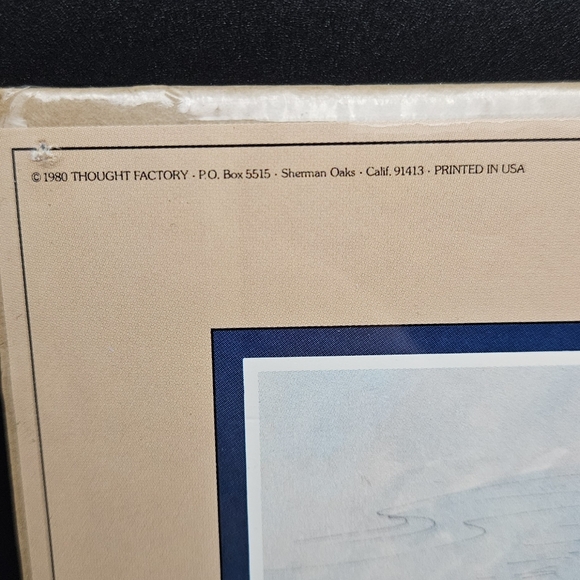 © 1980 THOUGHT FACTORY · P.O. Box 5515 · Sherman Oaks · Calif. 91413 · PRINTED IN USA